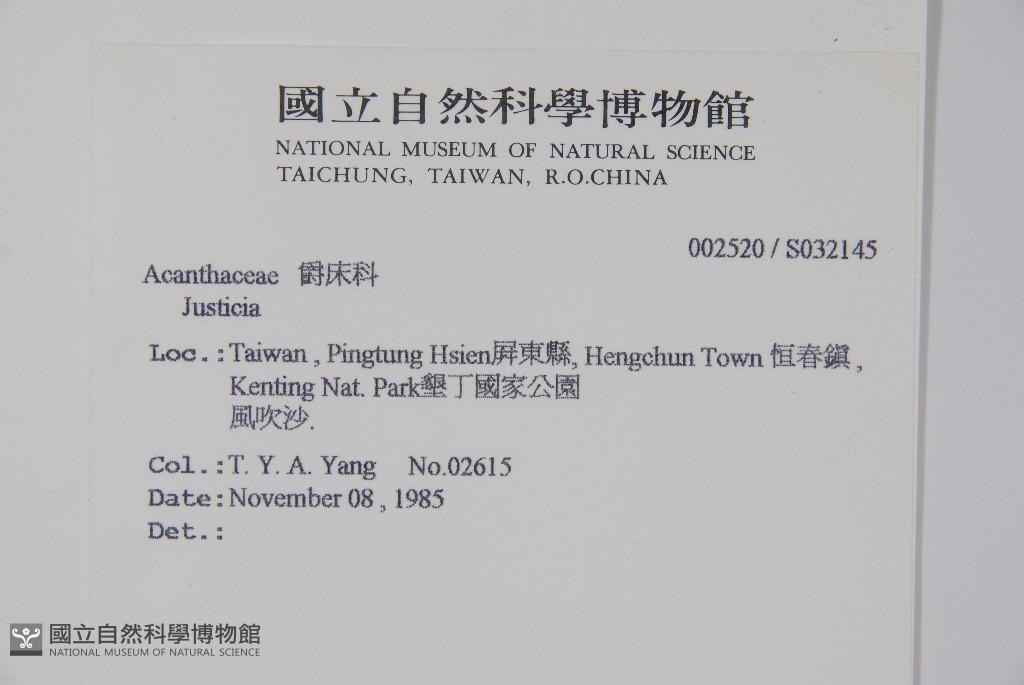 國立自然科學博物館
NATIONAL MUSEUM OF NATURAL SCIENCE
TAICHUNG, TAIWAN, R.O.CHINA
002520 / S032145
Acanthaceae 爵床科
Justicia
Loc.:Taiwan , Pingtung Hsien屏東縣, Hengchun Town 恒春鎮 ,
Kenting Nat. Park墾丁國家公園
風吹沙.
Col.:T. Y. A. Yang No.02615
Date:November 08 , 1985
Det.:
國立自然科學博物館
NATIONAL MUSEUM OF NATURAL SCIENCE